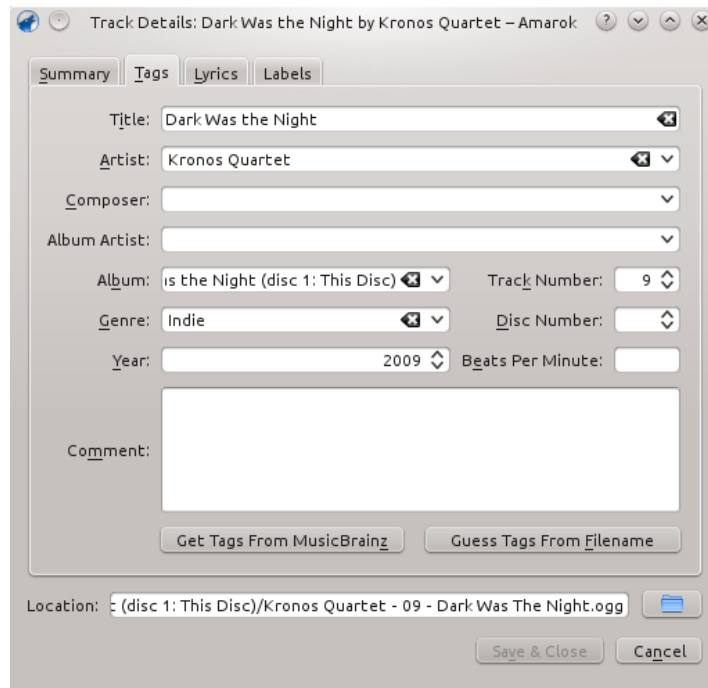 Track Details: Dark Was the Night by Kronos Quartet – Amarok
Summary Tags Lyrics Labels
Title: Dark Was the Night
Artist: Kronos Quartet
Composer:
Album Artist:
Album: as the Night (disc 1: This Disc) Track Number: 9
Genre: Indie Disc Number:
Year: 2009 Beats Per Minute:
Comment:
Get Tags From MusicBrainz Guess Tags From Filename
Location: (disc 1: This Disc)/Kronos Quartet - 09 - Dark Was The Night.ogg
Save & Close Cancel